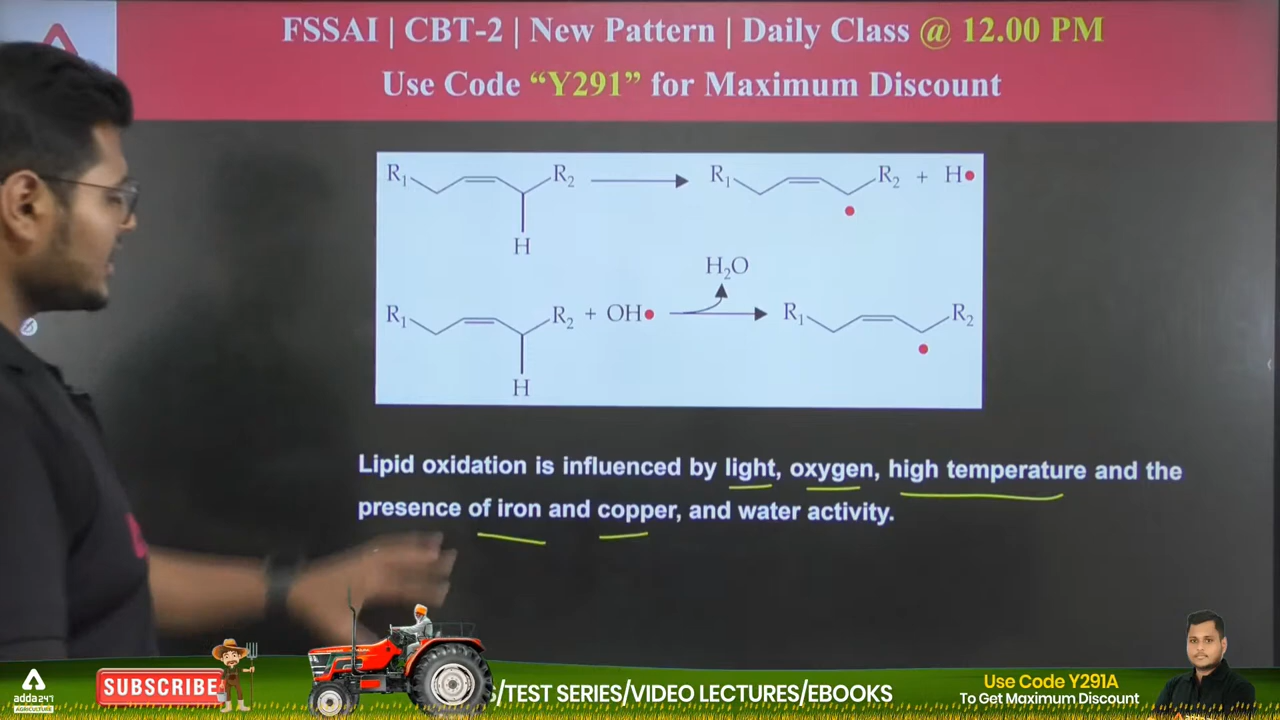 FSSAI | CBT-2 | New Pattern | Daily Class @ 12.00 PM
Use Code “Y291” for Maximum Discount
R1 R2 R1 R2 + H•
H
H2O
R1 R2 + OH• R1 R2
H
Lipid oxidation is influenced by light, oxygen, high temperature and the
presence of iron and copper, and water activity.
adda247
AGRICULTURE
SUBSCRIBE
S/TEST SERIES/VIDEO LECTURES/EBOOKS
Use Code Y291A
To Get Maximum Discount